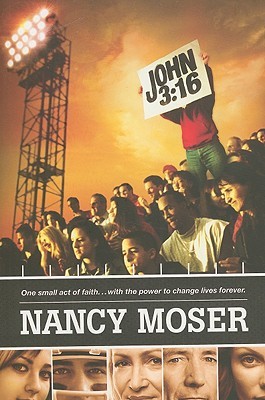 JOHN
3:16
One small act of faith. . . with the power to change lives forever.
NANCY MOSER